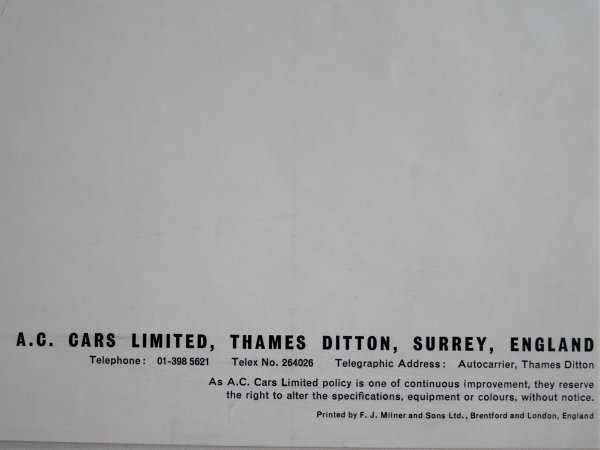 A.C. CARS LIMITED, THAMES DITTON, SURREY, ENGLAND
Telephone: 01-398 5621 Telex No. 264026 Telegraphic Address: Autocarrier, Thames Ditton
As A.C. Cars Limited policy is one of continuous improvement, they reserve
the right to alter the specifications, equipment or colours, without notice.
Printed by F. J. Milner and Sons Ltd., Brentford and London, England